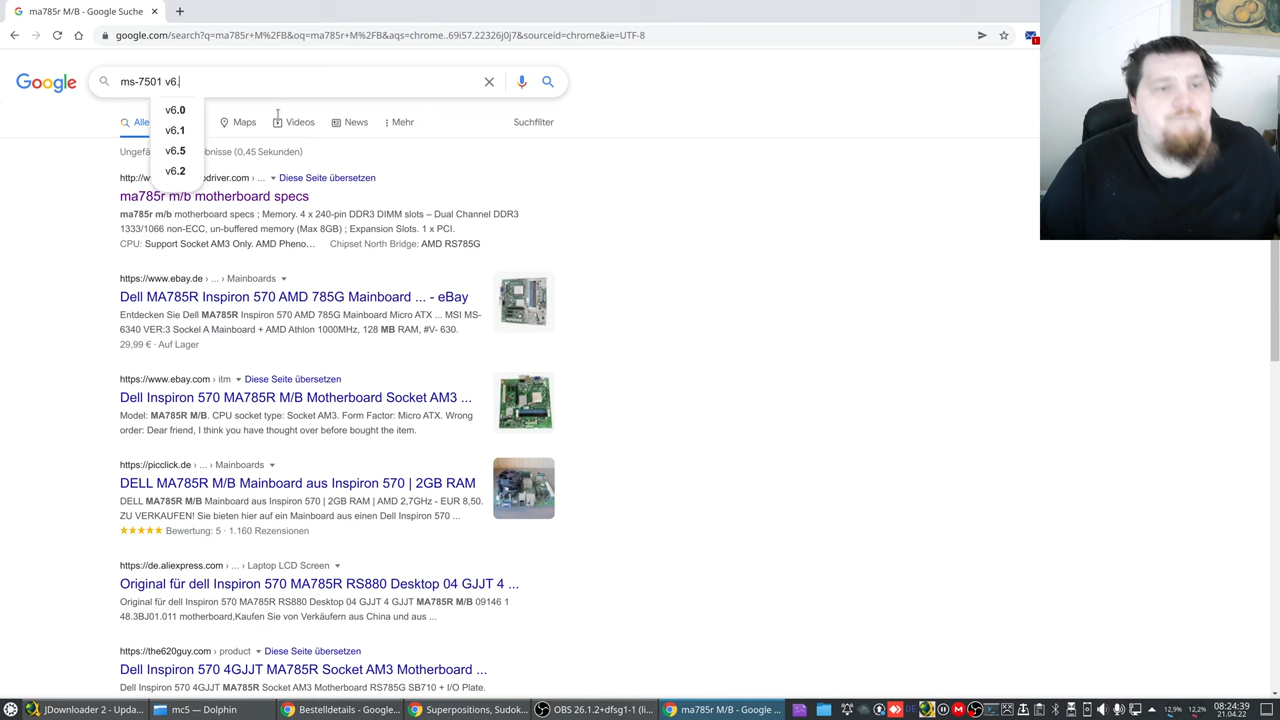 ma785r M/B - Google Suche
google.com/search?q=ma785r+M%2FB&oq=ma785r+M%2FB&aqs=chrome..69i57.22326j0j7&sourceid=chrome&ie=UTF-8
Google
ms-7501 v6.
v6.0
v6.1
v6.5
v6.2
Alle
Maps
Videos
News
Mehr
Suchfilter
Ungefä
bnisse (0,45 Sekunden)
http://w
odriver.com › ... Diese Seite übersetzen
ma785r m/b motherboard specs
ma785r m/b motherboard specs ; Memory. 4 x 240-pin DDR3 DIMM slots – Dual Channel DDR3
1333/1066 non-ECC, un-buffered memory (Max 8GB) ; Expansion Slots. 1 x PCI.
CPU: Support Socket AM3 Only. AMD Pheno... Chipset North Bridge: AMD RS785G
https://www.ebay.de › ... › Mainboards
Dell MA785R Inspiron 570 AMD 785G Mainboard ... - eBay
Entdecken Sie Dell MA785R Inspiron 570 AMD 785G Mainboard Micro ATX ... MSI MS-
6340 VER:3 Sockel A Mainboard + AMD Athlon 1000MHz, 128 MB RAM, #V- 630.
29,99 € · Auf Lager
https://www.ebay.com › itm Diese Seite übersetzen
Dell Inspiron 570 MA785R M/B Motherboard Socket AM3 ...
Model: MA785R M/B. CPU socket type: Socket AM3. Form Factor: Micro ATX. Wrong
order: Dear friend, I think you have thought over before bought the item.
https://picclick.de › ... › Mainboards
DELL MA785R M/B Mainboard aus Inspiron 570 | 2GB RAM
DELL MA785R M/B Mainboard aus Inspiron 570 | 2GB RAM | AMD 2,7GHz - EUR 8,50.
ZU VERKAUFEN! Sie bieten hier auf ein Mainboard aus einen Dell Inspiron 570 ...
Bewertung: 5 · 1.160 Rezensionen
https://de.aliexpress.com › ... › Laptop LCD Screen
Original für dell Inspiron 570 MA785R RS880 Desktop 04 GJJT 4 ...
Original für dell Inspiron 570 MA785R RS880 Desktop 04 GJJT 4 GJJT MA785R M/B 09146 1
48.3BJ01.011 motherboard,Kaufen Sie von Verkäufern aus China und aus ...
https://the620guy.com › product Diese Seite übersetzen
Dell Inspiron 570 4GJJT MA785R Socket AM3 Motherboard ...
Dell Inspiron 570 4GJJT MA785R Socket AM3 Motherboard RS785G SB710 + I/O Plate.
JDownloader 2 - Upda...
mc5 — Dolphin
Bestelldetails - Google...
Superpositions, Sudok...
OBS 26.1.2+dfsg1-1 (li...
ma785r M/B - Google ...
DE
12,9%
12,2%
08:24:39
21.04.22